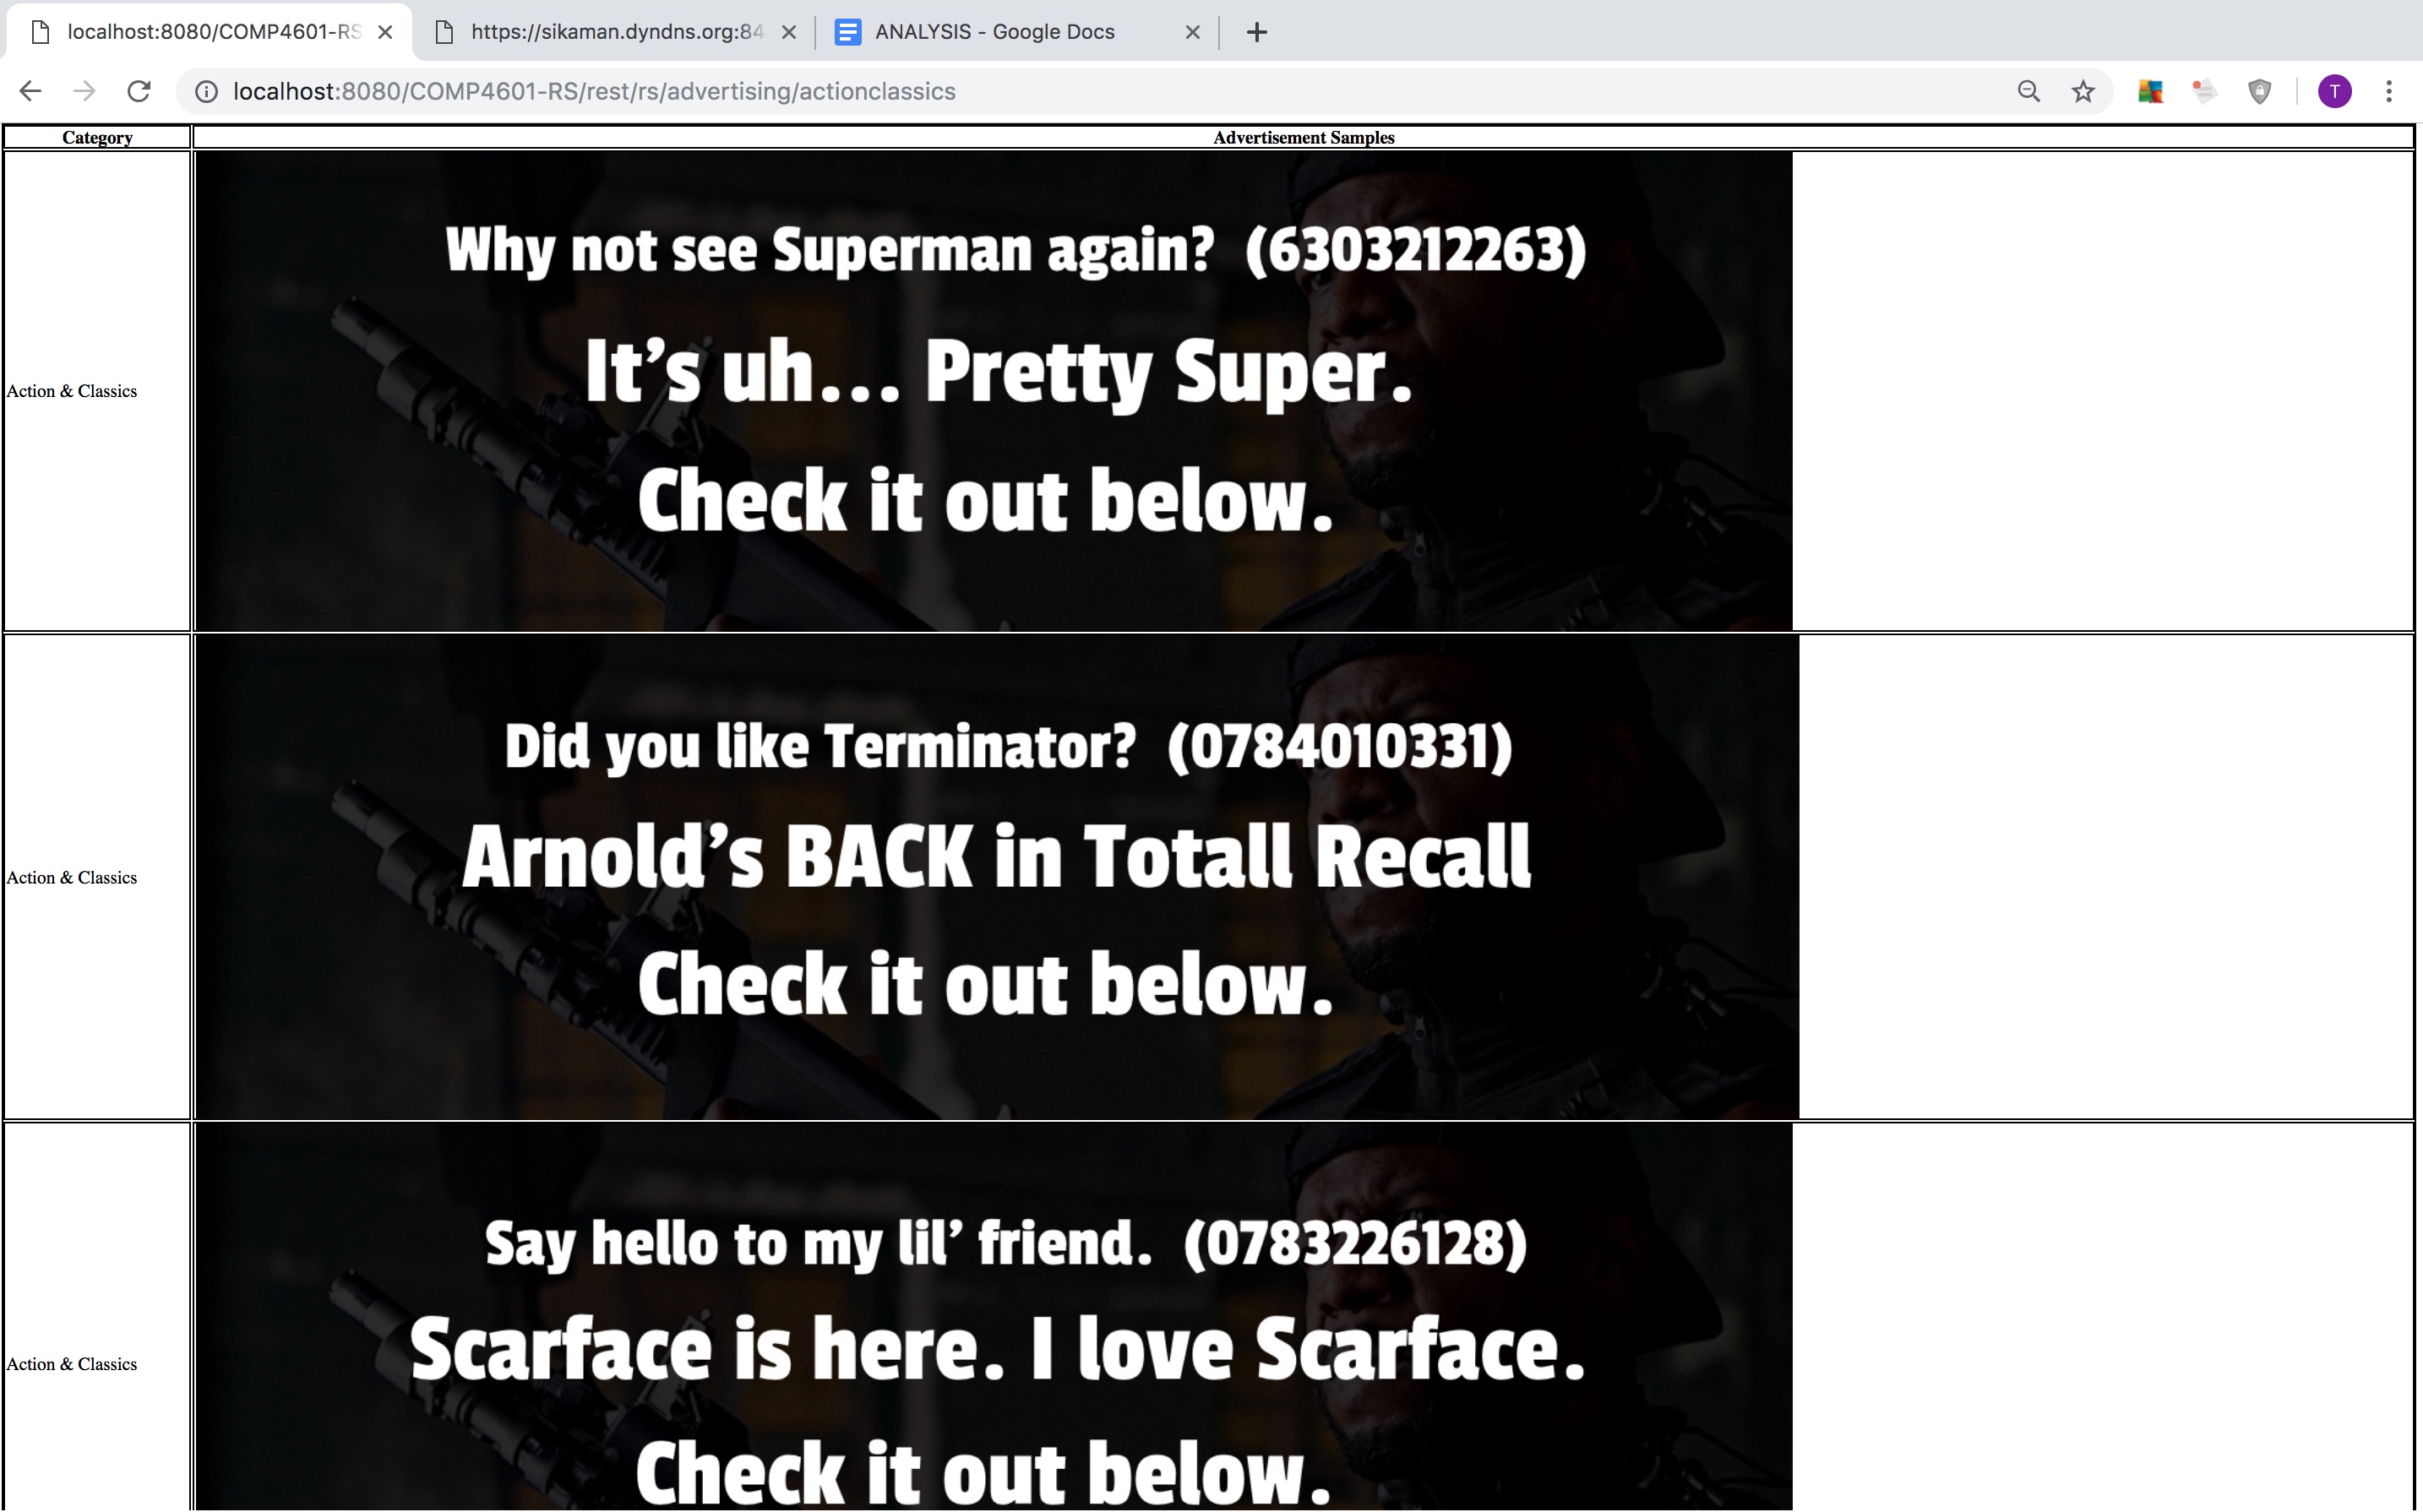 localhost:8080/COMP4601-RS
https://sikaman.dyndns.org:84
ANALYSIS - Google Docs
localhost:8080/COMP4601-RS/rest/rs/advertising/actionclassics
T
Category Advertisement Samples
Action & Classics
Why not see Superman again? (6303212263)
It's uh... Pretty Super.
Check it out below.
Action & Classics
Did you like Terminator? (0784010331)
Arnold's BACK in Totall Recall
Check it out below.
Action & Classics
Say hello to my lil' friend. (0783226128)
Scarface is here. I love Scarface.
Check it out below.